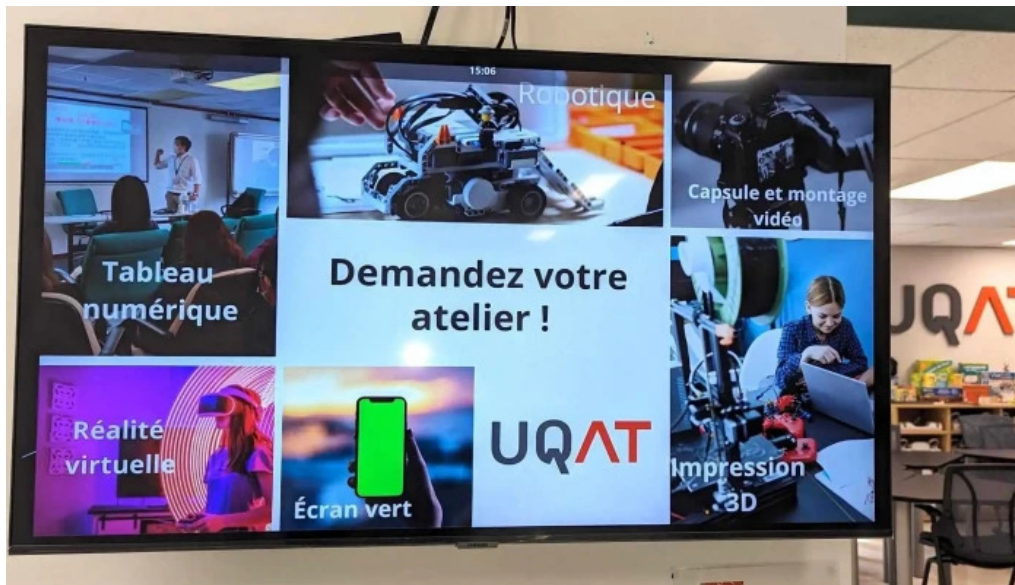 15:06
Robotique
Capsule et montage
vidéo
Tableau
numérique
Demandez votre
atelier !
Réalité
virtuelle
Écran vert
UQAT
Impression
3D
UQAT